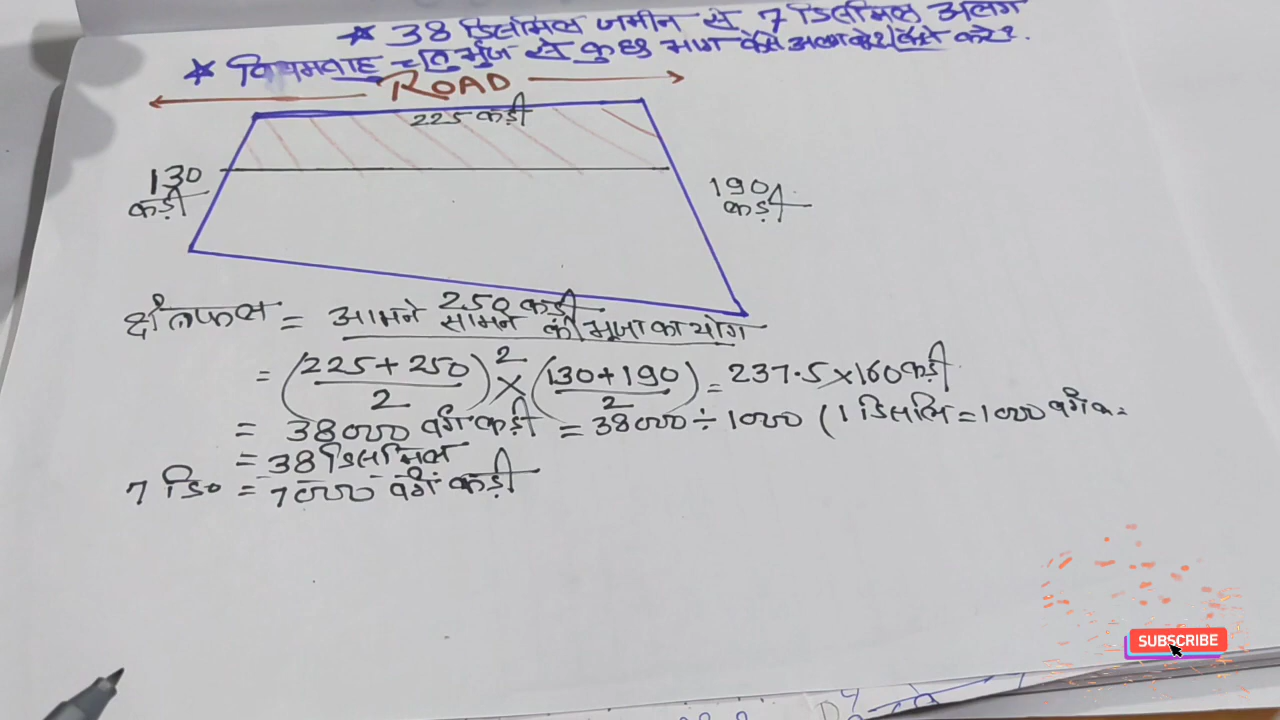 ★ 38 डिसमिल जमीन से 7 डिसमिल अलग
★ विषमबाहु चतुर्भुज से कुछ भाग कैसे अलग करें?
ROAD
225 कड़ी
130 कड़ी
190 कड़ी
250 कड़ी
क्षेत्रफल = आमने सामने की भूजा का योग
2
= (225+250/2) × (130+190/2) = 237.5×160 कड़ी
= 38000 वर्ग कड़ी = 38000 ÷ 1000 (1 डिसमिल = 1000 वर्ग क॰
= 38 डिसमिल
7 डि० = 7000 वर्ग कड़ी
SUBSCRIBE